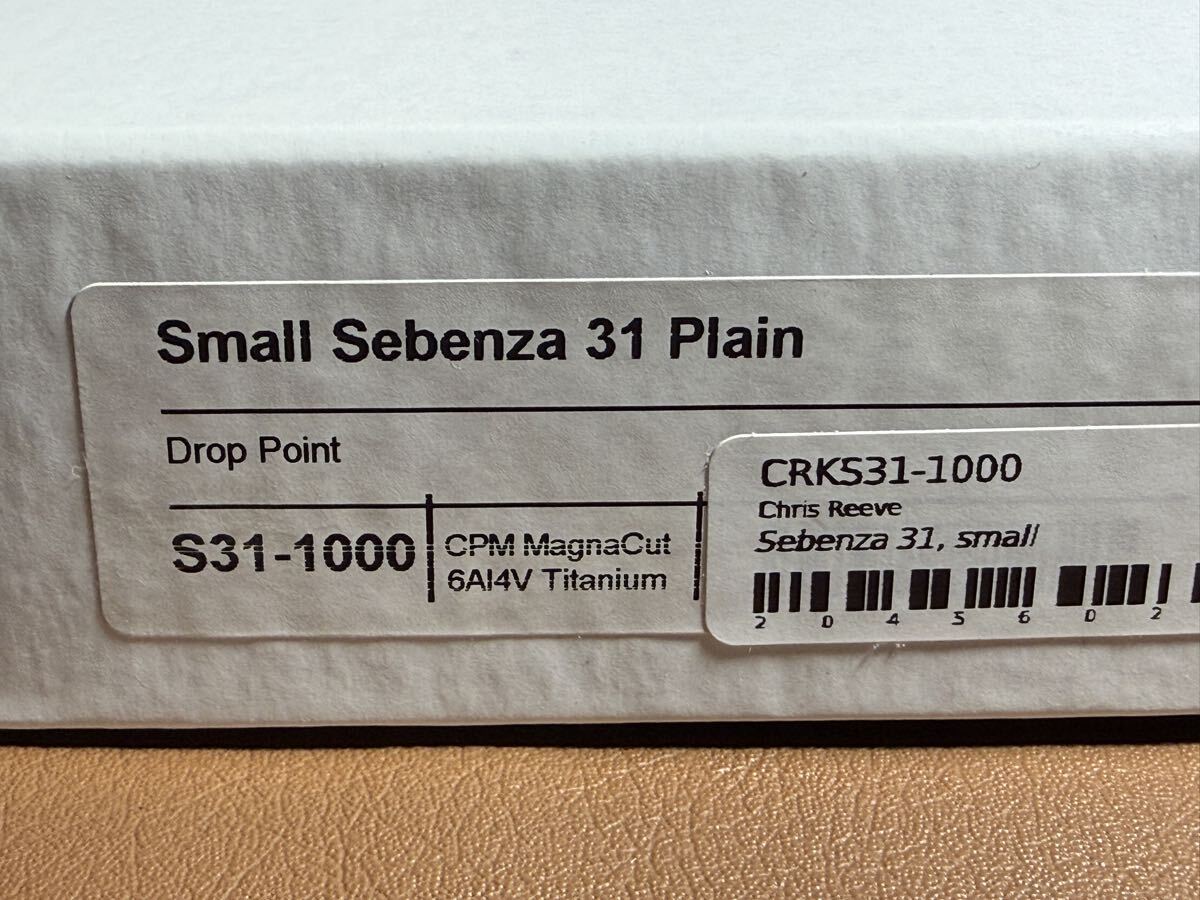 Small Sebenza 31 Plain
Drop Point
S31-1000
CPM MagnaCut
6Al4V Titanium
CRKS31-1000
Chris Reeve
Sebenza 31, small
2 0 4 5 6 0 2